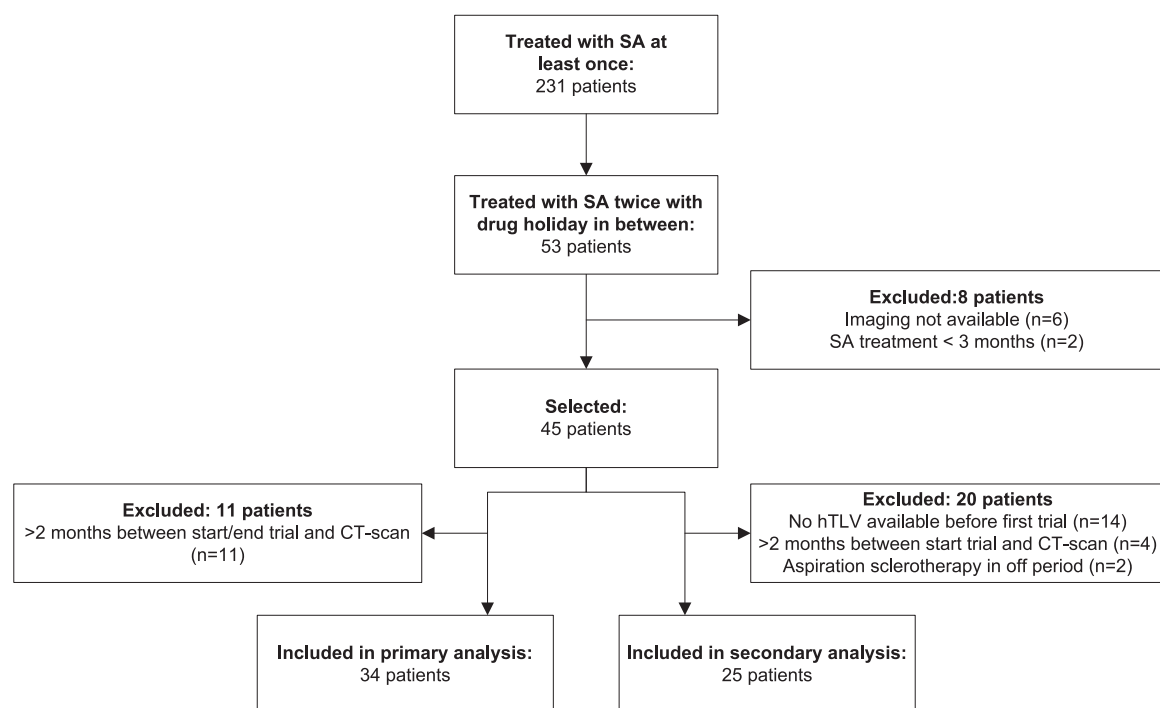 Treated with SA at
least once:
231 patients
Treated with SA twice with
drug holiday in between:
53 patients
Excluded:8 patients
Imaging not available (n=6)
SA treatment < 3 months (n=2)
Selected:
45 patients
Excluded: 11 patients
>2 months between start/end trial and CT-scan
(n=11)
Excluded: 20 patients
No hTLV available before first trial (n=14)
>2 months between start trial and CT-scan (n=4)
Aspiration sclerotherapy in off period (n=2)
Included in primary analysis:
34 patients
Included in secondary analysis:
25 patients